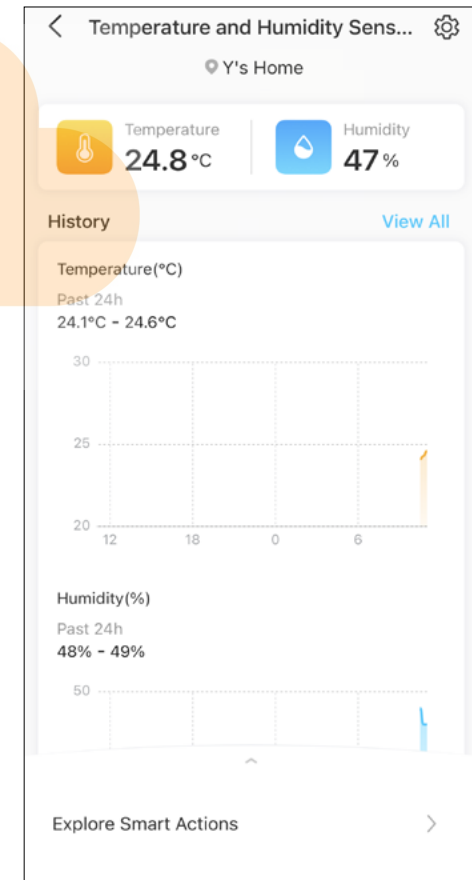 Temperature and Humidity Sens...
Y's Home
Temperature
24.8°C
Humidity
47%
History
View All
Temperature(°C)
Past 24h
24.1°C - 24.6°C
30
25
20
12 18 0 6
Humidity(%)
Past 24h
48% - 49%
50
Explore Smart Actions